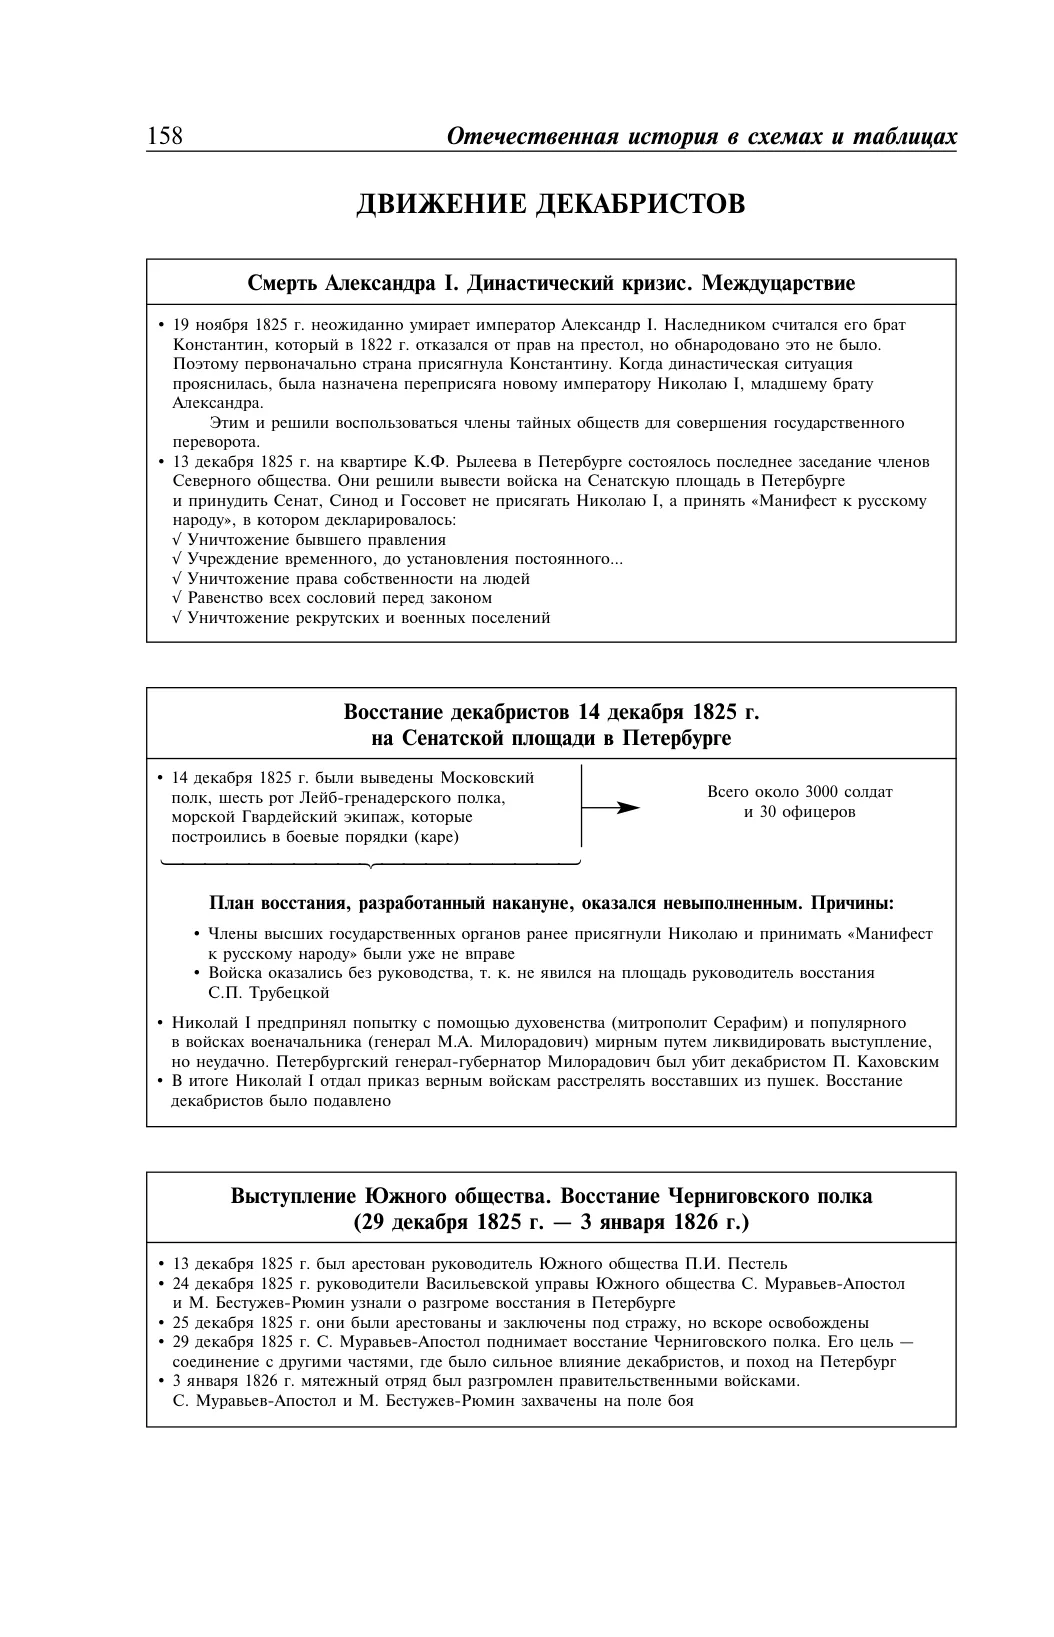 158
Отечественная история в схемах и таблицах
ДВИЖЕНИЕ ДЕКАБРИСТОВ
Смерть Александра I. Династический кризис. Междуцарствие
• 19 ноября 1825 г. неожиданно умирает император Александр I. Наследником считался его брат
Константин, который в 1822 г. отказался от прав на престол, но обнародовано это не было.
Поэтому первоначально страна присягнула Константину. Когда династическая ситуация
прояснилась, была назначена переприсяга новому императору Николаю I, младшему брату
Александра.
Этим и решили воспользоваться члены тайных обществ для совершения государственного
переворота.
• 13 декабря 1825 г. на квартире К.Ф. Рылеева в Петербурге состоялось последнее заседание членов
Северного общества. Они решили вывести войска на Сенатскую площадь в Петербурге
и принудить Сенат, Синод и Госсовет не присягать Николаю I, а принять «Манифест к русскому
народу», в котором декларировалось:
√ Уничтожение бывшего правления
√ Учреждение временного, до установления постоянного...
√ Уничтожение права собственности на людей
√ Равенство всех сословий перед законом
√ Уничтожение рекрутских и военных поселений
Восстание декабристов 14 декабря 1825 г.
на Сенатской площади в Петербурге
• 14 декабря 1825 г. были выведены Московский
полк, шесть рот Лейб-гренадерского полка,
морской Гвардейский экипаж, которые
построились в боевые порядки (каре)
Всего около 3000 солдат
и 30 офицеров
План восстания, разработанный накануне, оказался невыполненным. Причины:
• Члены высших государственных органов ранее присягнули Николаю и принимать «Манифест
к русскому народу» были уже не вправе
• Войска оказались без руководства, т. к. не явился на площадь руководитель восстания
С.П. Трубецкой
• Николай I предпринял попытку с помощью духовенства (митрополит Серафим) и популярного
в войсках военачальника (генерал М.А. Милорадович) мирным путем ликвидировать выступление,
но неудачно. Петербургский генерал-губернатор Милорадович был убит декабристом П. Каховским
• В итоге Николай I отдал приказ верным войскам расстрелять восставших из пушек. Восстание
декабристов было подавлено
Выступление Южного общества. Восстание Черниговского полка
(29 декабря 1825 г. — 3 января 1826 г.)
• 13 декабря 1825 г. был арестован руководитель Южного общества П.И. Пестель
• 24 декабря 1825 г. руководители Васильевской управы Южного общества С. Муравьев-Апостол
и М. Бестужев-Рюмин узнали о разгроме восстания в Петербурге
• 25 декабря 1825 г. они были арестованы и заключены под стражу, но вскоре освобождены
• 29 декабря 1825 г. С. Муравьев-Апостол поднимает восстание Черниговского полка. Его цель —
соединение с другими частями, где было сильное влияние декабристов, и поход на Петербург
• 3 января 1826 г. мятежный отряд был разгромлен правительственными войсками.
С. Муравьев-Апостол и М. Бестужев-Рюмин захвачены на поле боя